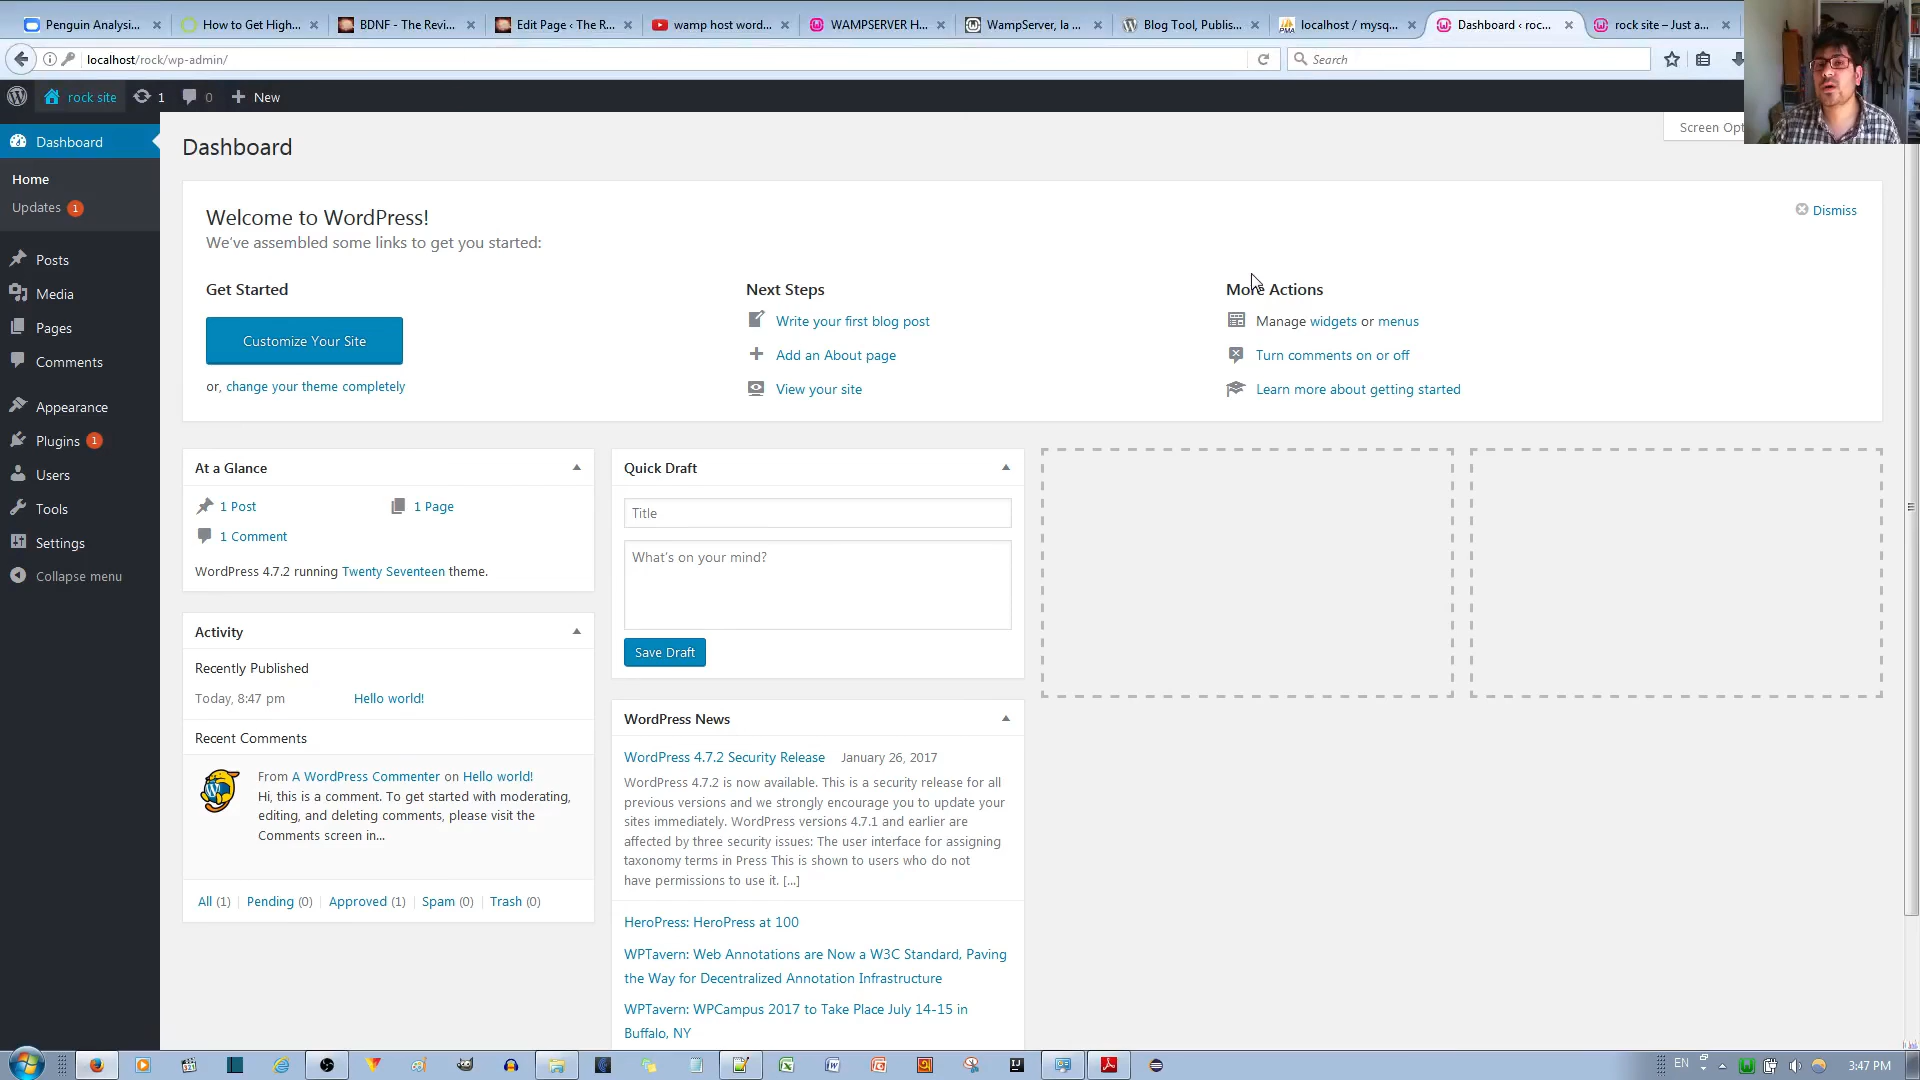 Penguin Analysi...
How to Get High...
BDNF - The Revi...
Edit Page ‹ The R...
wamp host word...
WAMPSERVER H...
WampServer, la ...
Blog Tool, Publis...
localhost / mysq...
Dashboard ‹ roc...
rock site – Just a...
localhost/rock/wp-admin/
Search
rock site
1
0
New
Dashboard
Home
Updates 1
Posts
Media
Pages
Comments
Appearance
Plugins 1
Users
Tools
Settings
Collapse menu
Screen Opt
Dashboard
Welcome to WordPress!
Dismiss
We've assembled some links to get you started:
Get Started
Customize Your Site
or, change your theme completely
Next Steps
Write your first blog post
Add an About page
View your site
More Actions
Manage widgets or menus
Turn comments on or off
Learn more about getting started
At a Glance
1 Post
1 Page
1 Comment
WordPress 4.7.2 running Twenty Seventeen theme.
Activity
Recently Published
Today, 8:47 pm Hello world!
Recent Comments
From A WordPress Commenter on Hello world!
Hi, this is a comment. To get started with moderating,
editing, and deleting comments, please visit the
Comments screen in...
All (1) | Pending (0) | Approved (1) | Spam (0) | Trash (0)
Quick Draft
Title
What's on your mind?
Save Draft
WordPress News
WordPress 4.7.2 Security Release January 26, 2017
WordPress 4.7.2 is now available. This is a security release for all
previous versions and we strongly encourage you to update your
sites immediately. WordPress versions 4.7.1 and earlier are
affected by three security issues: The user interface for assigning
taxonomy terms in Press This is shown to users who do not
have permissions to use it. [...]
HeroPress: HeroPress at 100
WPTavern: Web Annotations are Now a W3C Standard, Paving
the Way for Decentralized Annotation Infrastructure
WPTavern: WPCampus 2017 to Take Place July 14-15 in
Buffalo, NY
EN
3:47 PM